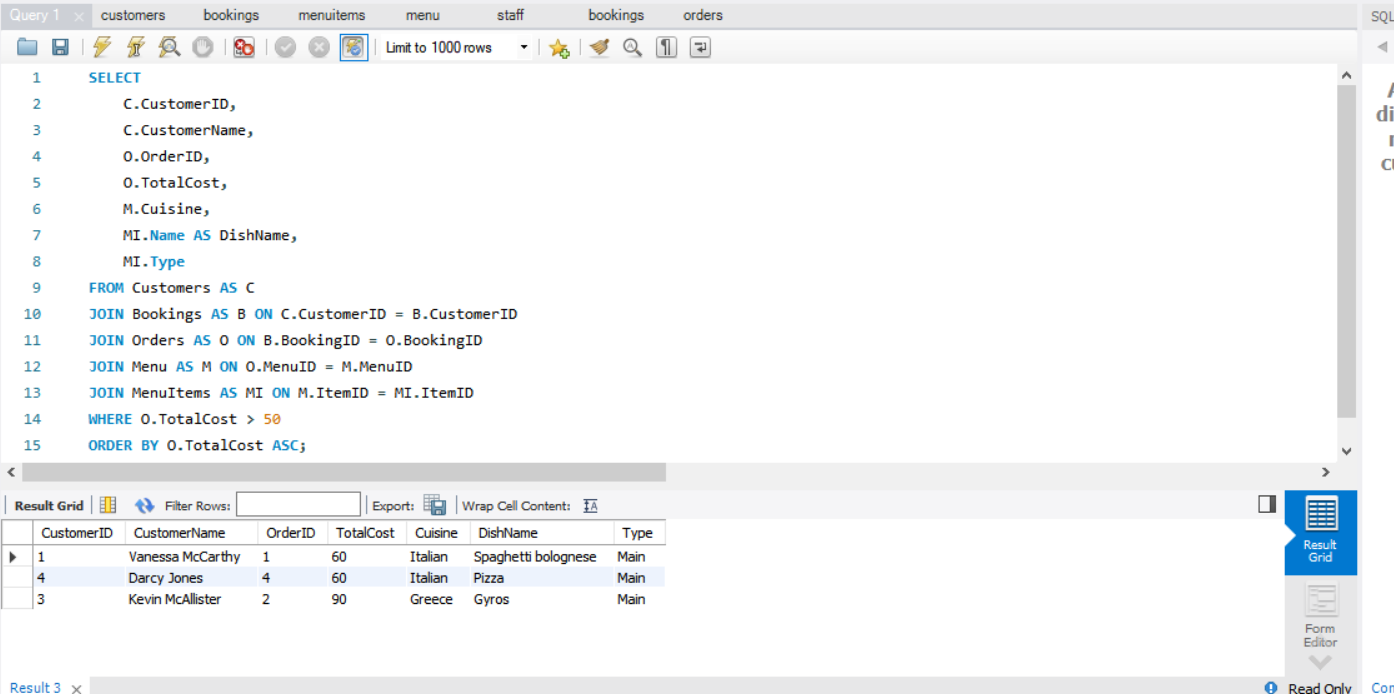 Query 1 customers bookings menuitems menu staff bookings orders
SQL
Limit to 1000 rows
1 SELECT
2 C.CustomerID,
3 C.CustomerName,
4 O.OrderID,
5 O.TotalCost,
6 M.Cuisine,
7 MI.Name AS DishName,
8 MI.Type
9 FROM Customers AS C
10 JOIN Bookings AS B ON C.CustomerID = B.CustomerID
11 JOIN Orders AS O ON B.BookingID = O.BookingID
12 JOIN Menu AS M ON O.MenuID = M.MenuID
13 JOIN MenuItems AS MI ON M.ItemID = MI.ItemID
14 WHERE O.TotalCost > 50
15 ORDER BY O.TotalCost ASC;
Result Grid Filter Rows: Export: Wrap Cell Content:
CustomerID CustomerName OrderID TotalCost Cuisine DishName Type
1 Vanessa McCarthy 1 60 Italian Spaghetti bolognese Main
4 Darcy Jones 4 60 Italian Pizza Main
3 Kevin McAllister 2 90 Greece Gyros Main
Result
Grid
Form
Editor
Result 3
Read Only